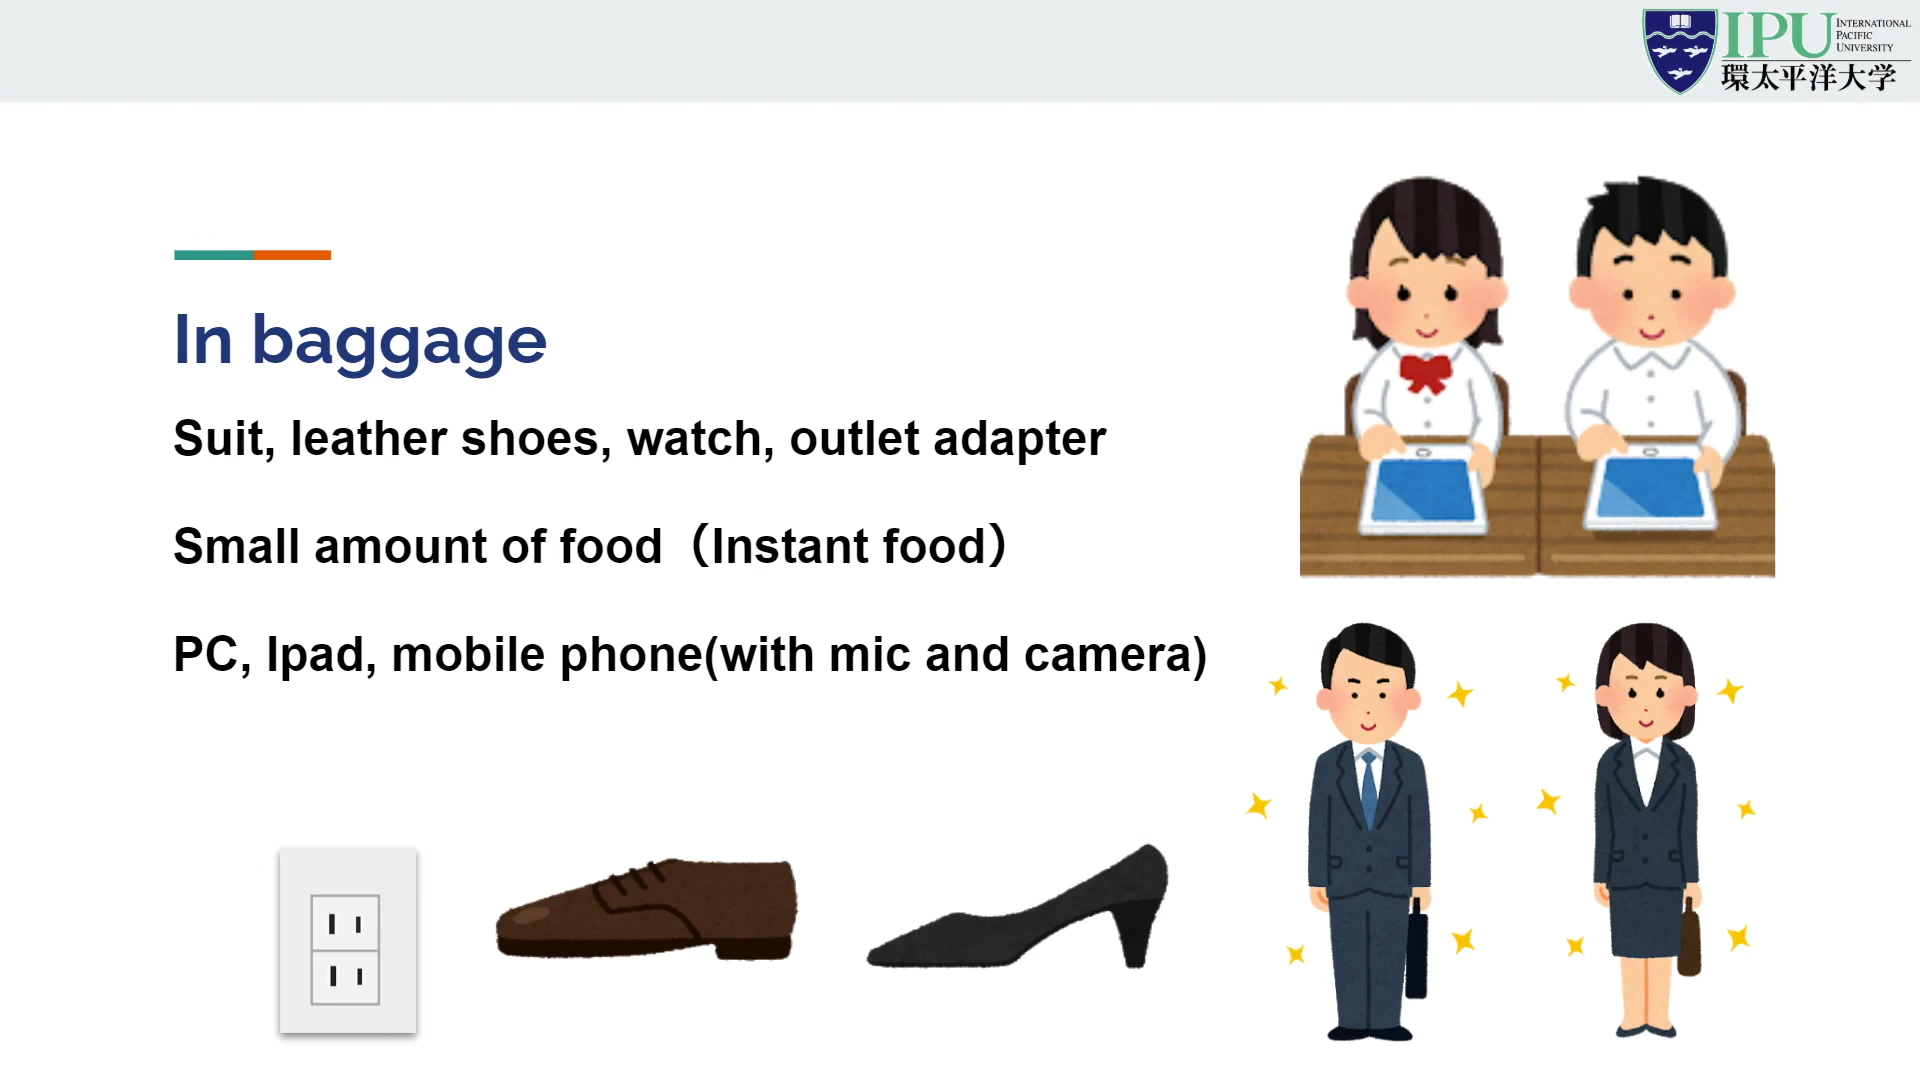 IPU INTERNATIONAL
PACIFIC
UNIVERSITY
環太平洋大学
In baggage
Suit, leather shoes, watch, outlet adapter
Small amount of food（Instant food）
PC, Ipad, mobile phone(with mic and camera)